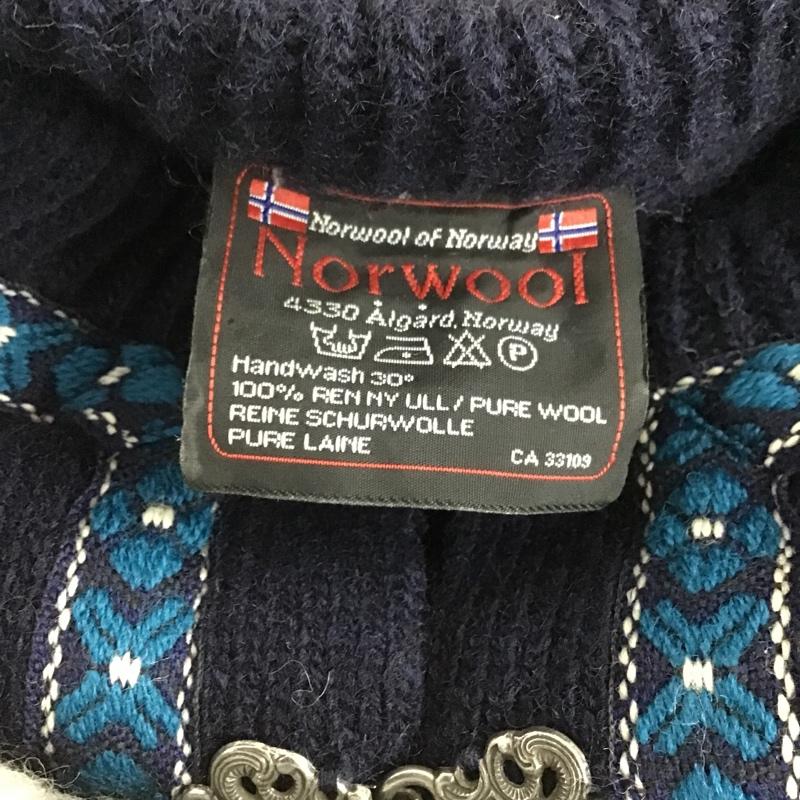 Norwool of Norway
Norwool
4330 Ålgård, Norway
P
HandWash 30°
100% REN NY ULL / PURE WOOL
REINE SCHURWOLLE
PURE LAINE
CA 33109